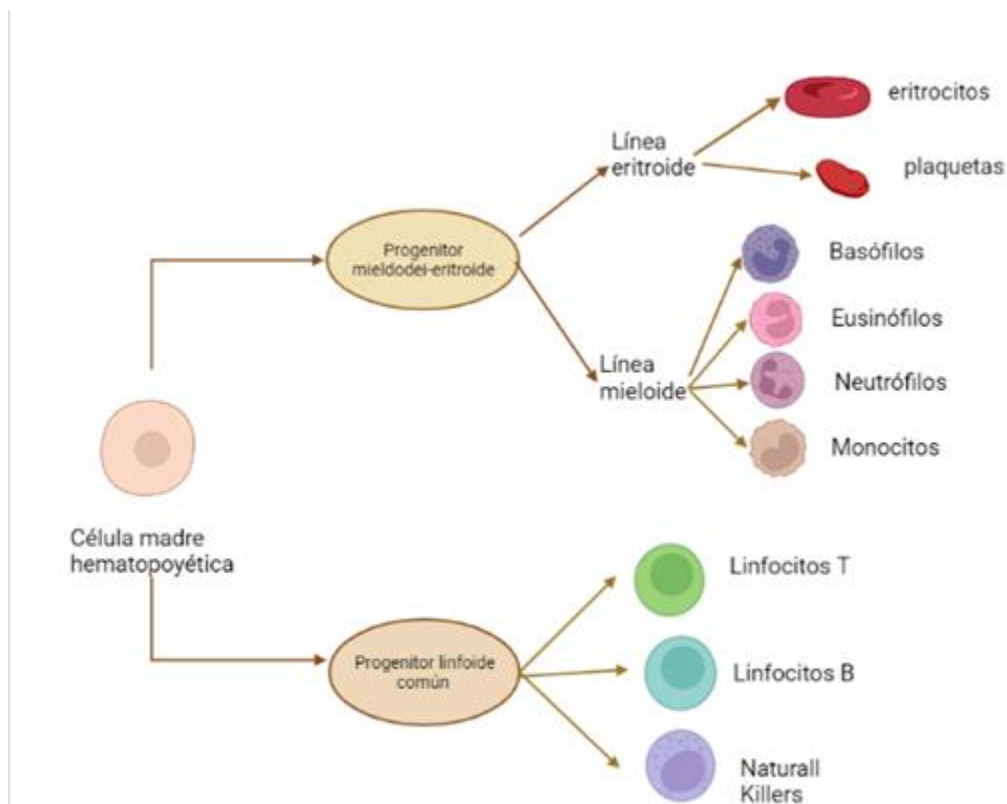 eritrocitos
Línea
eritroide
plaquetas
Progenitor
mieldodei-eritroide
Basófilos
Eusinófilos
Línea
mieloide
Neutrófilos
Monocitos
Célula madre
hematopoyética
Linfocitos T
Progenitor linfoide
común
Linfocitos B
Naturall
Killers